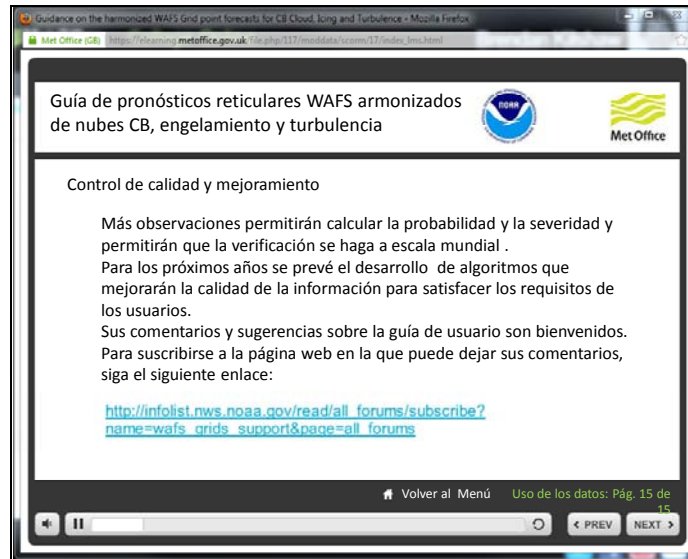 Guidance on the harmonized WAFS Grid point forecasts for CB Cloud, Icing and Turbulence - Mozilla Firefox
Met Office (GB) https://elearning.metoffice.gov.uk/file.php/117/moddata/scorm/17/index_lms.html
Guía de pronósticos reticulares WAFS armonizados
de nubes CB, engelamiento y turbulencia
NOAA
Met Office
Control de calidad y mejoramiento
Más observaciones permitirán calcular la probabilidad y la severidad y
permitirán que la verificación se haga a escala mundial .
Para los próximos años se prevé el desarrollo de algoritmos que
mejorarán la calidad de la información para satisfacer los requisitos de
los usuarios.
Sus comentarios y sugerencias sobre la guía de usuario son bienvenidos.
Para suscribirse a la página web en la que puede dejar sus comentarios,
siga el siguiente enlace:
http://infolist.nws.noaa.gov/read/all_forums/subscribe?
name=wafs_grids_support&page=all_forums
Volver al Menú Uso de los datos: Pág. 15 de
15
< PREV NEXT >